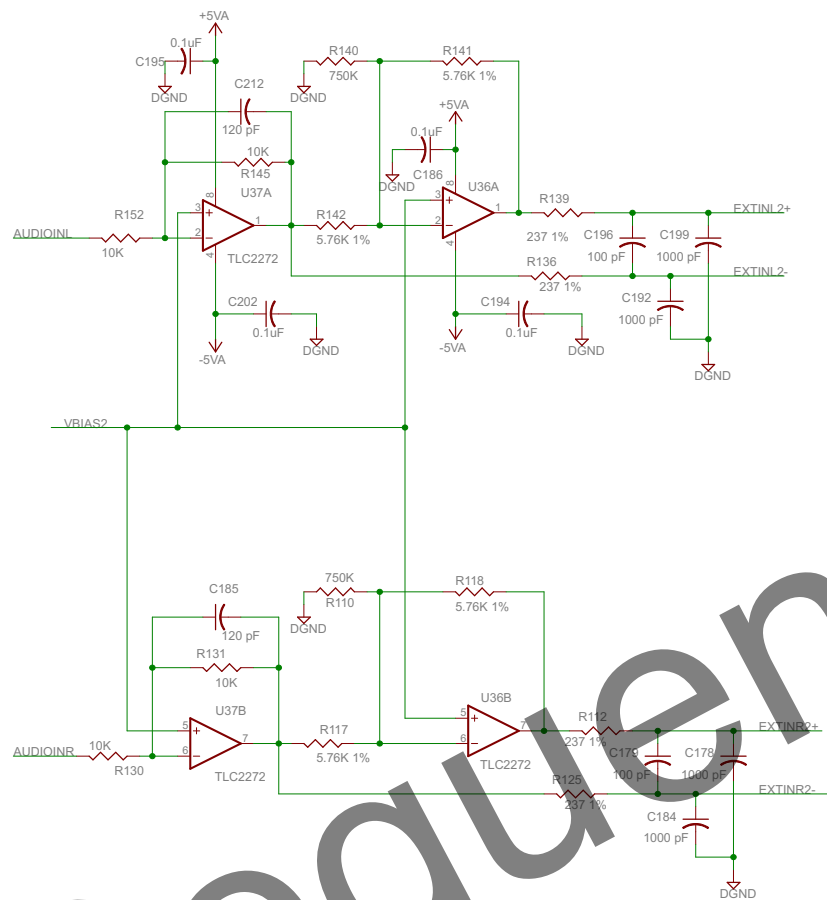 +5VA
0.1uF
C195
DGND
C212
120 pF
10K
R145
U37A
R152
AUDIOINL
10K
3
2
8
4
1
+
−
TLC2272
C202
0.1uF
-5VA
DGND
R140
750K
DGND
R141
5.76K 1%
+5VA
0.1uF
C186
DGND
U36A
R142
5.76K 1%
3
2
8
4
1
+
−
C194
0.1uF
-5VA
DGND
R139
237 1%
R136
237 1%
C196
100 pF
C199
1000 pF
C192
1000 pF
EXTINL2+
EXTINL2-
DGND
VBIAS2
C185
120 pF
R131
10K
U37B
AUDIOINR
10K
R130
5
6
7
+
−
TLC2272
750K
R110
DGND
R118
5.76K 1%
R117
5.76K 1%
U36B
5
6
7
+
−
TLC2272
R112
237 1%
R125
237 1%
C179
100 pF
C178
1000 pF
C184
1000 pF
EXTINR2+
EXTINR2-
DGND